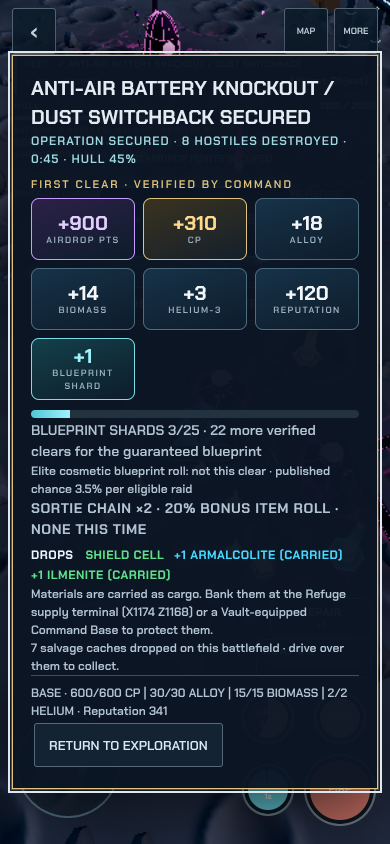 ‹
MAP
MORE
ANTI-AIR BATTERY KNOCKOUT /
DUST SWITCHBACK SECURED
OPERATION SECURED · 8 HOSTILES DESTROYED ·
0:45 · HULL 45%
FIRST CLEAR · VERIFIED BY COMMAND
+900
AIRDROP PTS
+310
CP
+18
ALLOY
+14
BIOMASS
+3
HELIUM-3
+120
REPUTATION
+1
BLUEPRINT
SHARD
BLUEPRINT SHARDS 3/25 · 22 more verified
clears for the guaranteed blueprint
Elite cosmetic blueprint roll: not this clear · published
chance 3.5% per eligible raid
SORTIE CHAIN ×2 · 20% BONUS ITEM ROLL ·
NONE THIS TIME
DROPS SHIELD CELL +1 ARMALCOLITE (CARRIED)
+1 ILMENITE (CARRIED)
Materials are carried as cargo. Bank them at the Refuge
supply terminal (X1174 Z1168) or a Vault-equipped
Command Base to protect them.
7 salvage caches dropped on this battlefield · drive over
them to collect.
BASE · 600/600 CP | 30/30 ALLOY | 15/15 BIOMASS | 2/2
HELIUM · Reputation 341
RETURN TO EXPLORATION